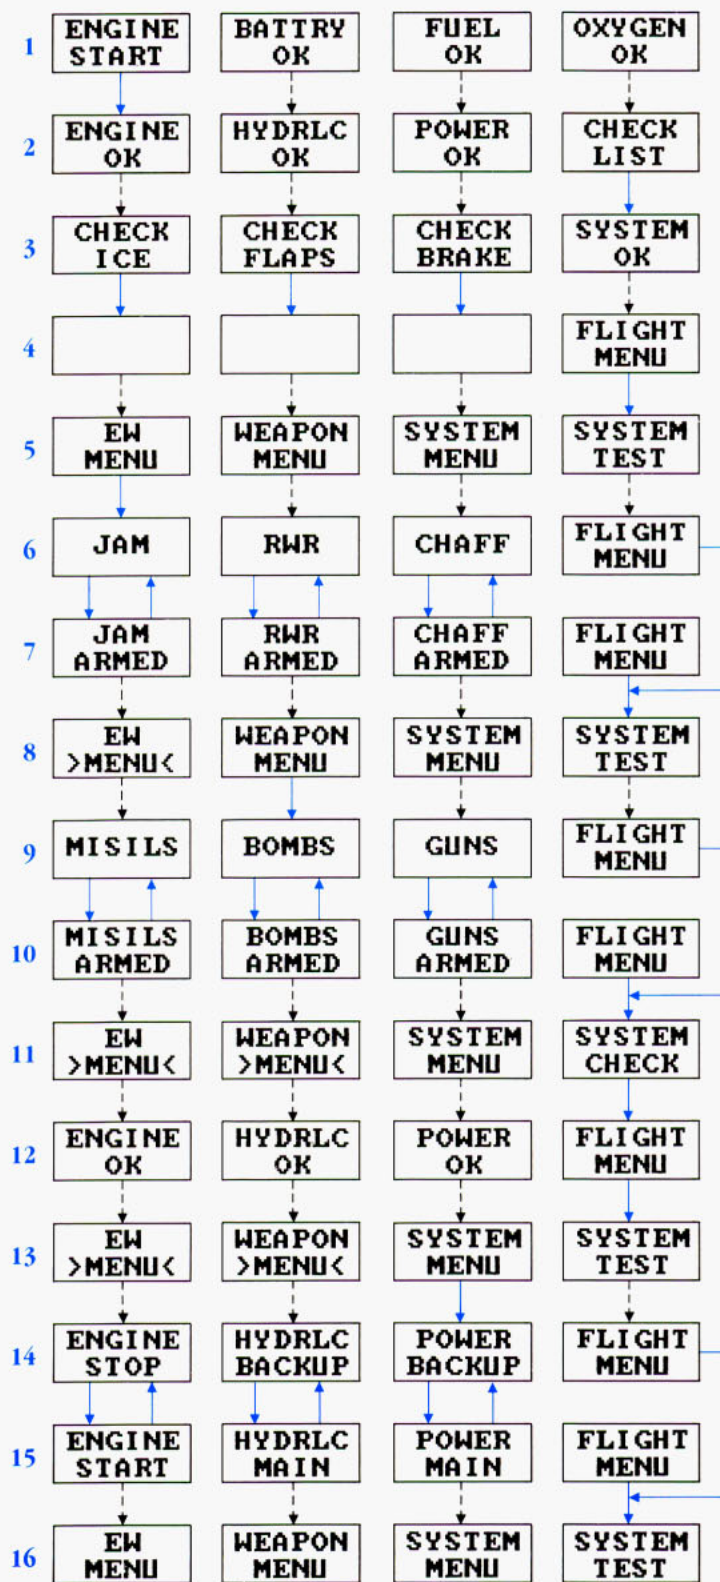 1 ENGINE BATTRY FUEL OXYGEN
START OK OK OK
2 ENGINE HYDRLC POWER CHECK
OK OK OK LIST
3 CHECK CHECK CHECK SYSTEM
ICE FLAPS BRAKE OK
4 FLIGHT
MENU
5 EW WEAPON SYSTEM SYSTEM
MENU MENU MENU TEST
6 JAM RWR CHAFF FLIGHT
MENU
7 JAM RWR CHAFF FLIGHT
ARMED ARMED ARMED MENU
8 EW WEAPON SYSTEM SYSTEM
>MENU< MENU MENU TEST
9 MISILS BOMBS GUNS FLIGHT
MENU
10 MISILS BOMBS GUNS FLIGHT
ARMED ARMED ARMED MENU
11 EW WEAPON SYSTEM SYSTEM
>MENU< >MENU< MENU CHECK
12 ENGINE HYDRLC POWER FLIGHT
OK OK OK MENU
13 EW WEAPON SYSTEM SYSTEM
>MENU< >MENU< MENU TEST
14 ENGINE HYDRLC POWER FLIGHT
STOP BACKUP BACKUP MENU
15 ENGINE HYDRLC POWER FLIGHT
START MAIN MAIN MENU
16 EW WEAPON SYSTEM SYSTEM
MENU MENU MENU TEST